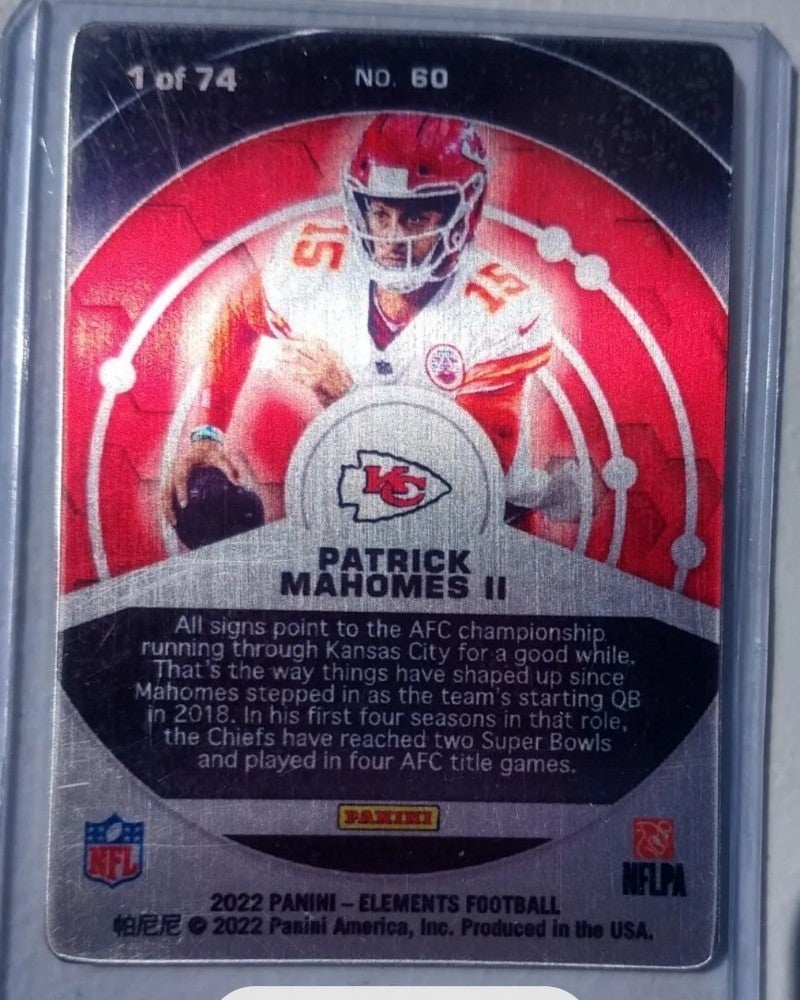 1 of 74 NO. 60
15 15
KC
PATRICK
MAHOMES II
All signs point to the AFC championship
running through Kansas City for a good while.
That's the way things have shaped up since
Mahomes stepped in as the team's starting QB
in 2018. In his first four seasons in that role,
the Chiefs have reached two Super Bowls
and played in four AFC title games.
PANINI
NFL NFLPA
2022 PANINI – ELEMENTS FOOTBALL
帕尼尼 © 2022 Panini America, Inc. Produced in the USA.